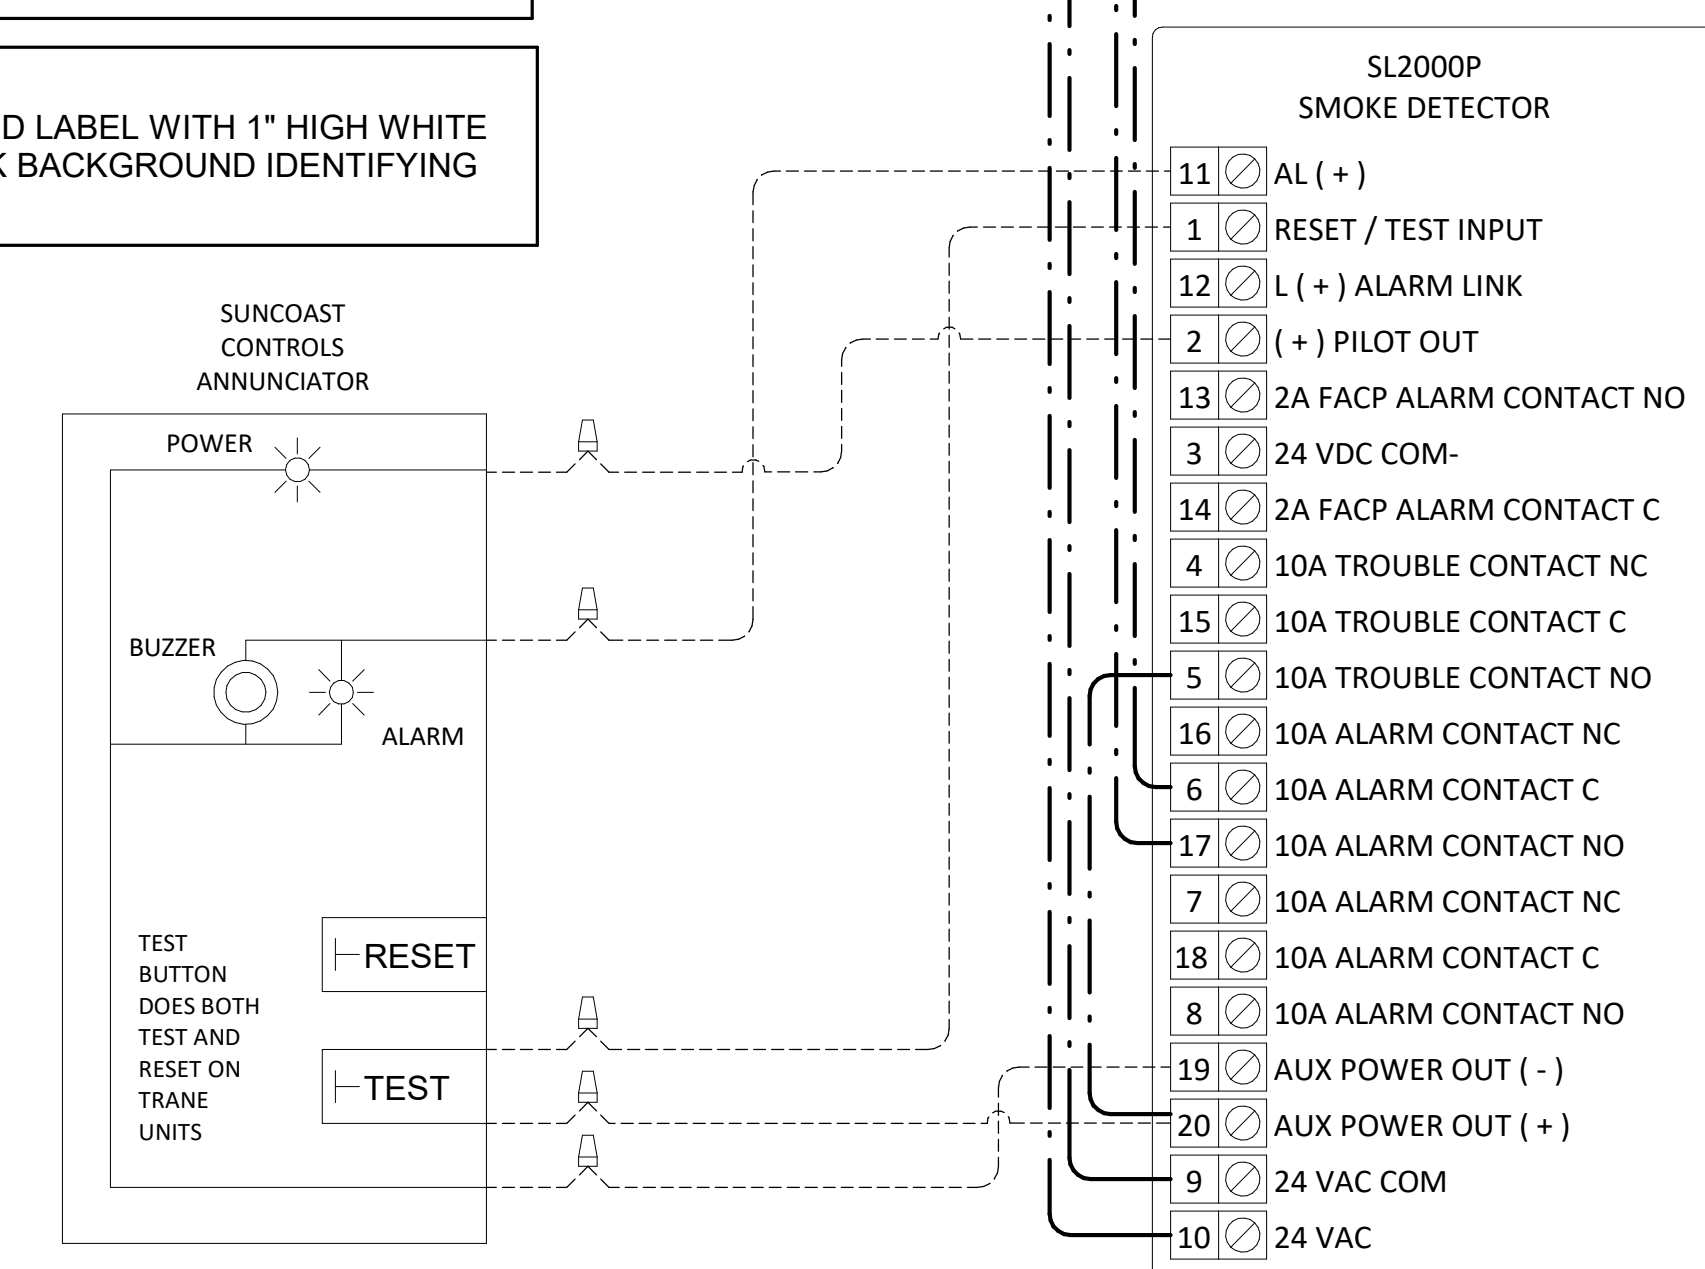 D LABEL WITH 1" HIGH WHITE
BACKGROUND IDENTIFYING
SUNCOAST
CONTROLS
ANNUNCIATOR
POWER
BUZZER
ALARM
RESET
TEST
BUTTON
DOES BOTH
TEST AND
RESET ON
TRANE
UNITS
TEST
SL2000P
SMOKE DETECTOR
11 AL ( + )
1 RESET / TEST INPUT
12 L ( + ) ALARM LINK
2 ( + ) PILOT OUT
13 2A FACP ALARM CONTACT NO
3 24 VDC COM-
14 2A FACP ALARM CONTACT C
4 10A TROUBLE CONTACT NC
15 10A TROUBLE CONTACT C
5 10A TROUBLE CONTACT NO
16 10A ALARM CONTACT NC
6 10A ALARM CONTACT C
17 10A ALARM CONTACT NO
7 10A ALARM CONTACT NC
18 10A ALARM CONTACT C
8 10A ALARM CONTACT NO
19 AUX POWER OUT ( - )
20 AUX POWER OUT ( + )
9 24 VAC COM
10 24 VAC